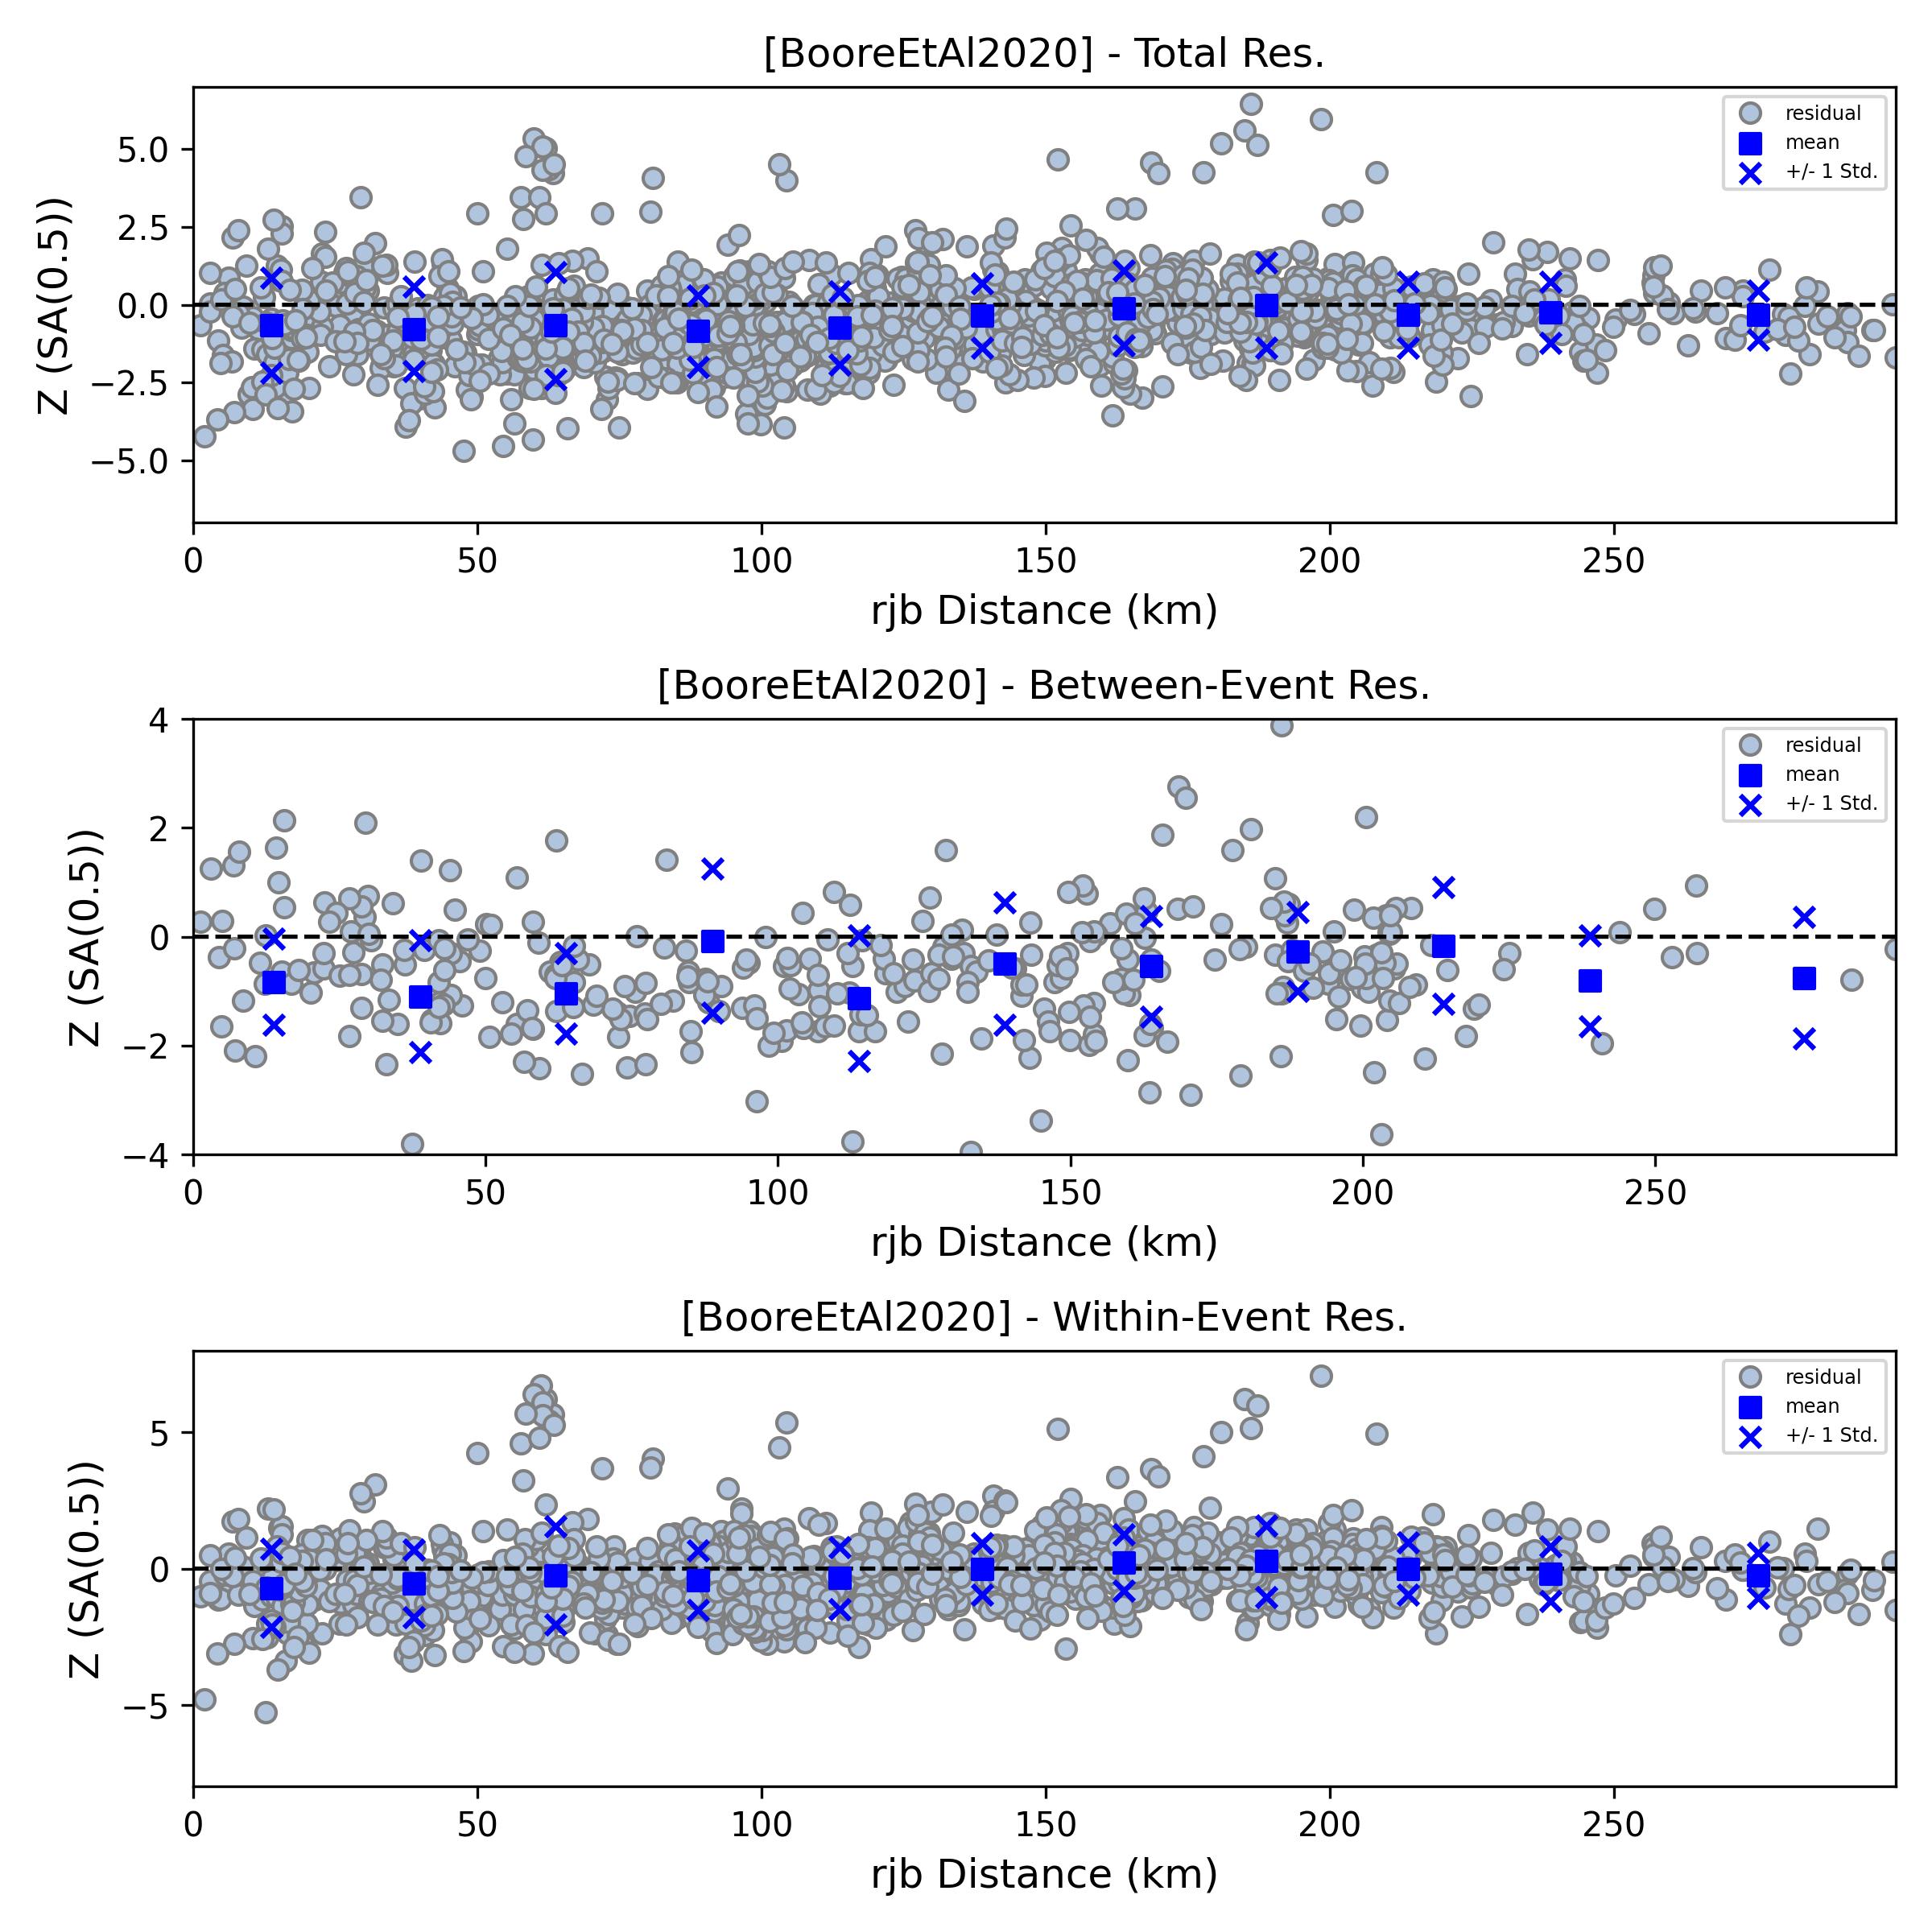 [BooreEtAl2020] - Total Res.
residual
mean
+/- 1 Std.
Z (SA(0.5))
5.0
2.5
0.0
−2.5
−5.0
0 50 100 150 200 250
rjb Distance (km)
[BooreEtAl2020] - Between-Event Res.
residual
mean
+/- 1 Std.
Z (SA(0.5))
4
2
0
−2
−4
0 50 100 150 200 250
rjb Distance (km)
[BooreEtAl2020] - Within-Event Res.
residual
mean
+/- 1 Std.
Z (SA(0.5))
5
0
−5
0 50 100 150 200 250
rjb Distance (km)